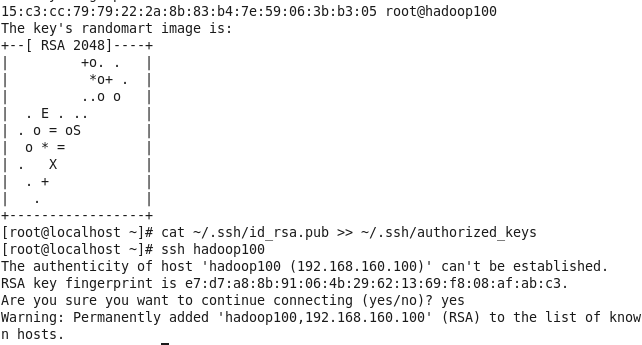 15:c3:cc:79:79:22:2a:8b:83:b4:7e:59:06:3b:b3:05 root@hadoop100
The key's randomart image is:
+--[ RSA 2048]----+
|         +o. .   |
|          *o+ .  |
|         ..o o   |
|  . E . ..       |
| . o = oS        |
|  o * =          |
| .   X           |
|  . +            |
|   .             |
+-----------------+
[root@localhost ~]# cat ~/.ssh/id_rsa.pub >> ~/.ssh/authorized_keys
[root@localhost ~]# ssh hadoop100
The authenticity of host 'hadoop100 (192.168.160.100)' can't be established.
RSA key fingerprint is e7:d7:a8:8b:91:06:4b:29:62:13:69:f8:08:af:ab:c3.
Are you sure you want to continue connecting (yes/no)? yes
Warning: Permanently added 'hadoop100,192.168.160.100' (RSA) to the list of know
n hosts.